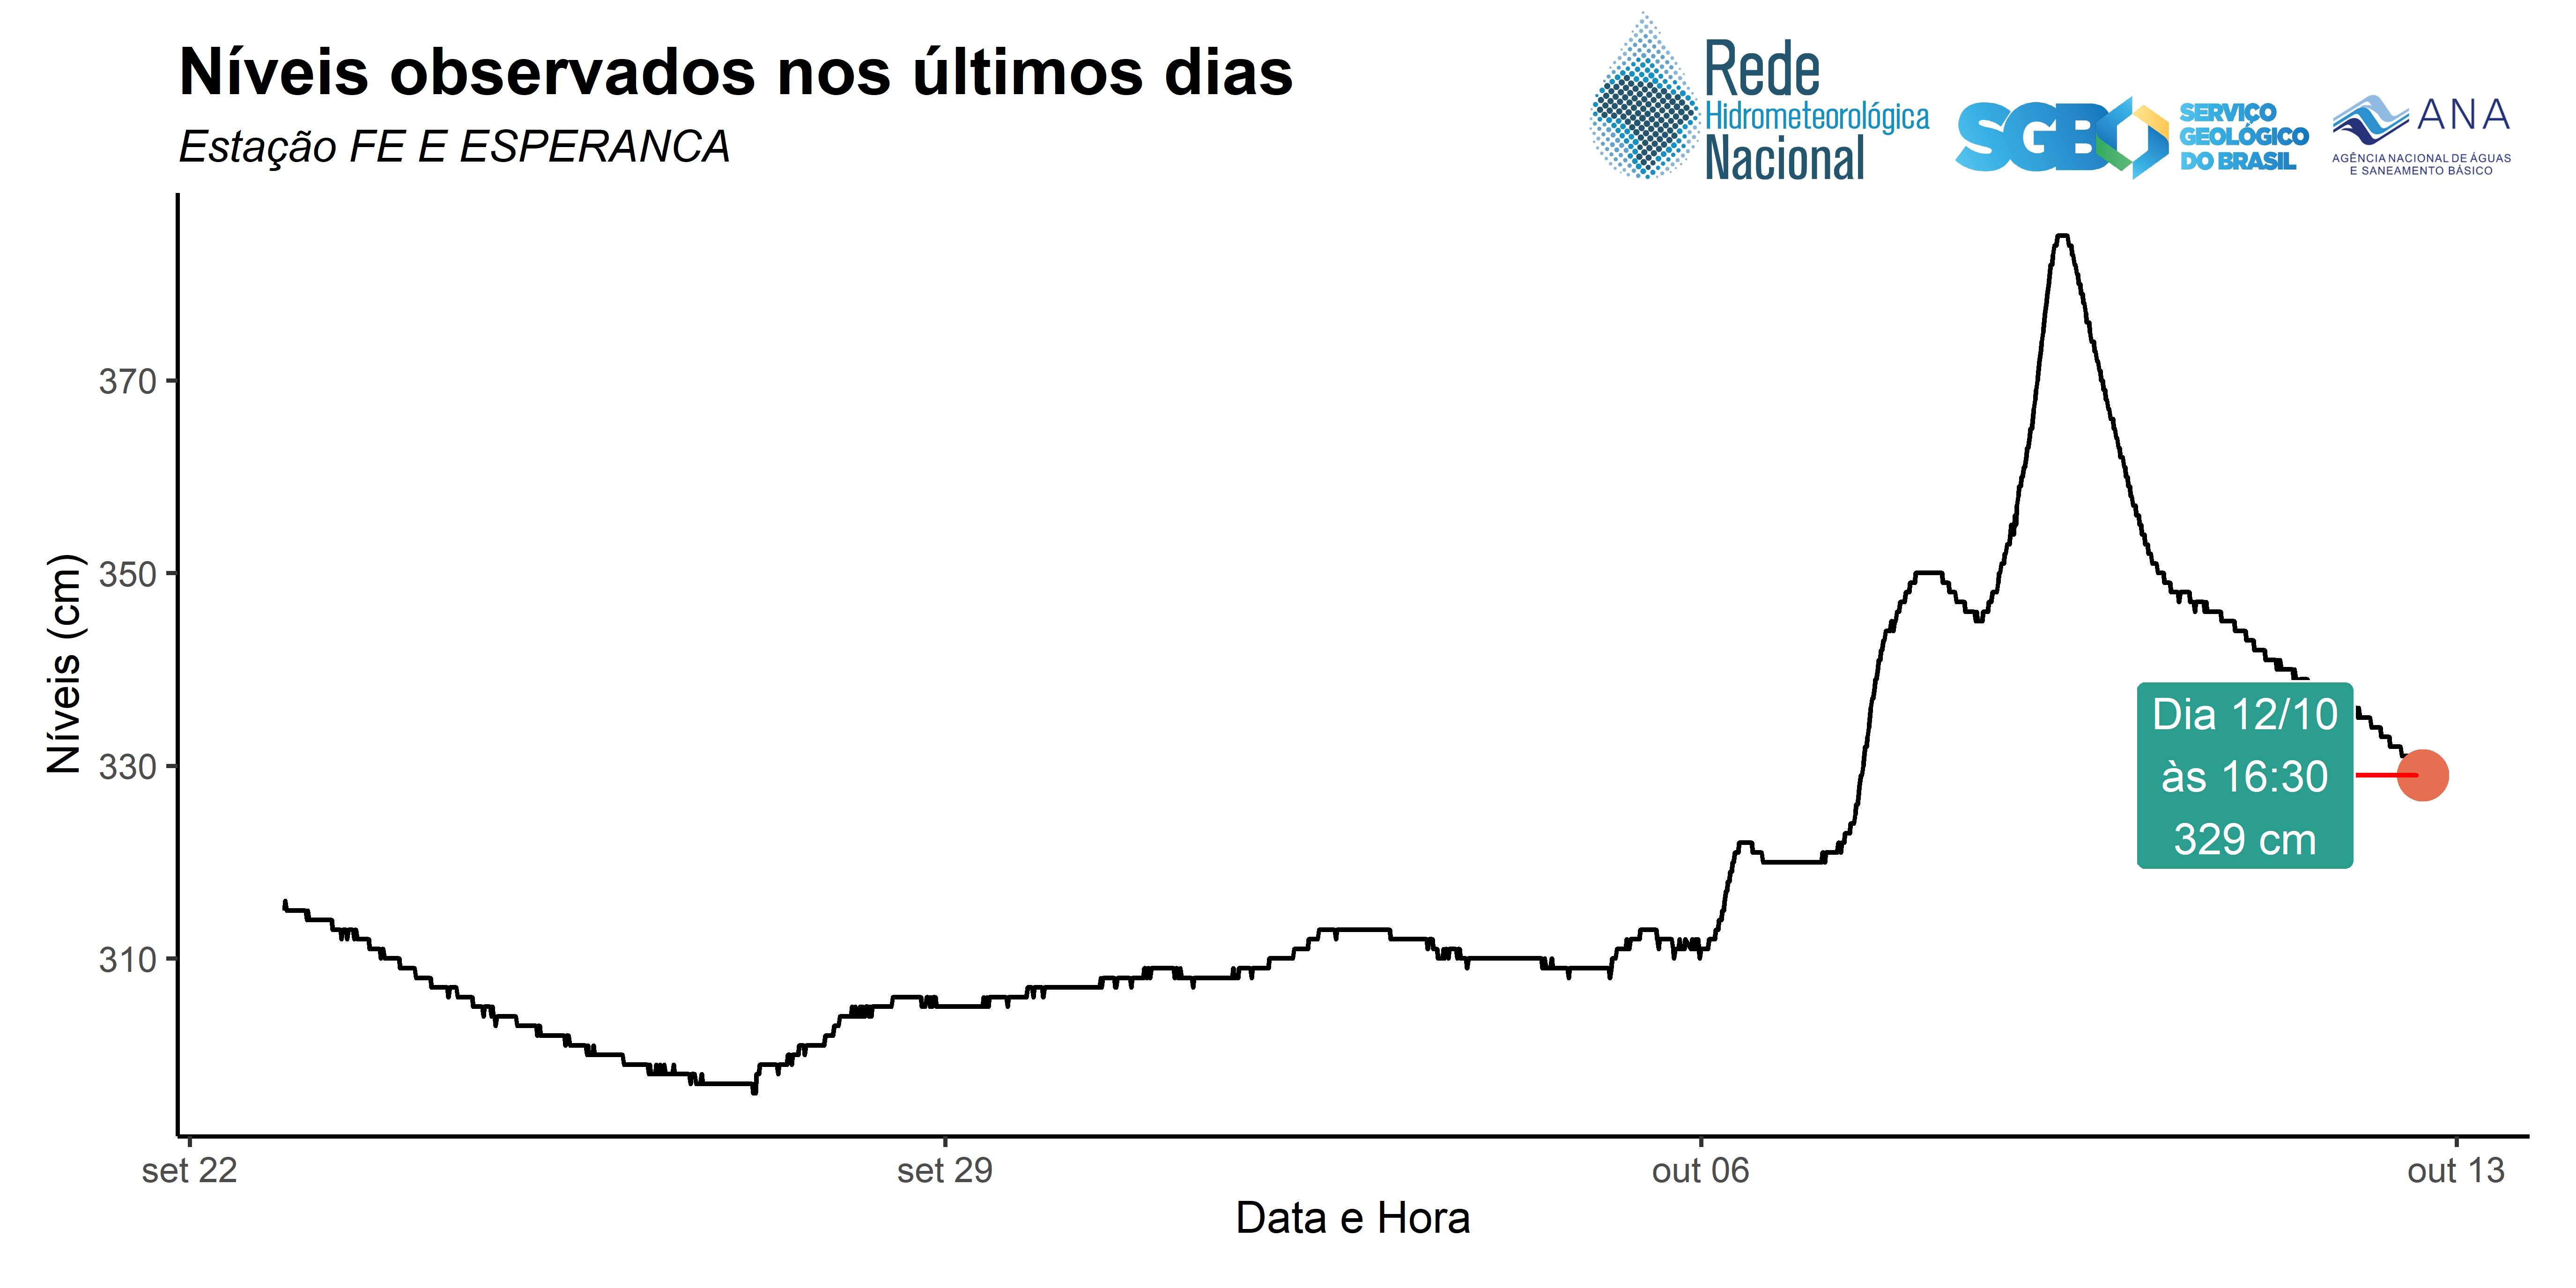 Níveis observados nos últimos dias
Estação FE E ESPERANCA
Rede
Hidrometeorológica
Nacional
SGB
SERVIÇO
GEOLÓGICO
DO BRASIL
ANA
AGÊNCIA NACIONAL DE ÁGUAS
E SANEAMENTO BÁSICO
Níveis (cm)
370
350
330
310
Dia 12/10
às 16:30
329 cm
set 22
set 29
out 06
out 13
Data e Hora